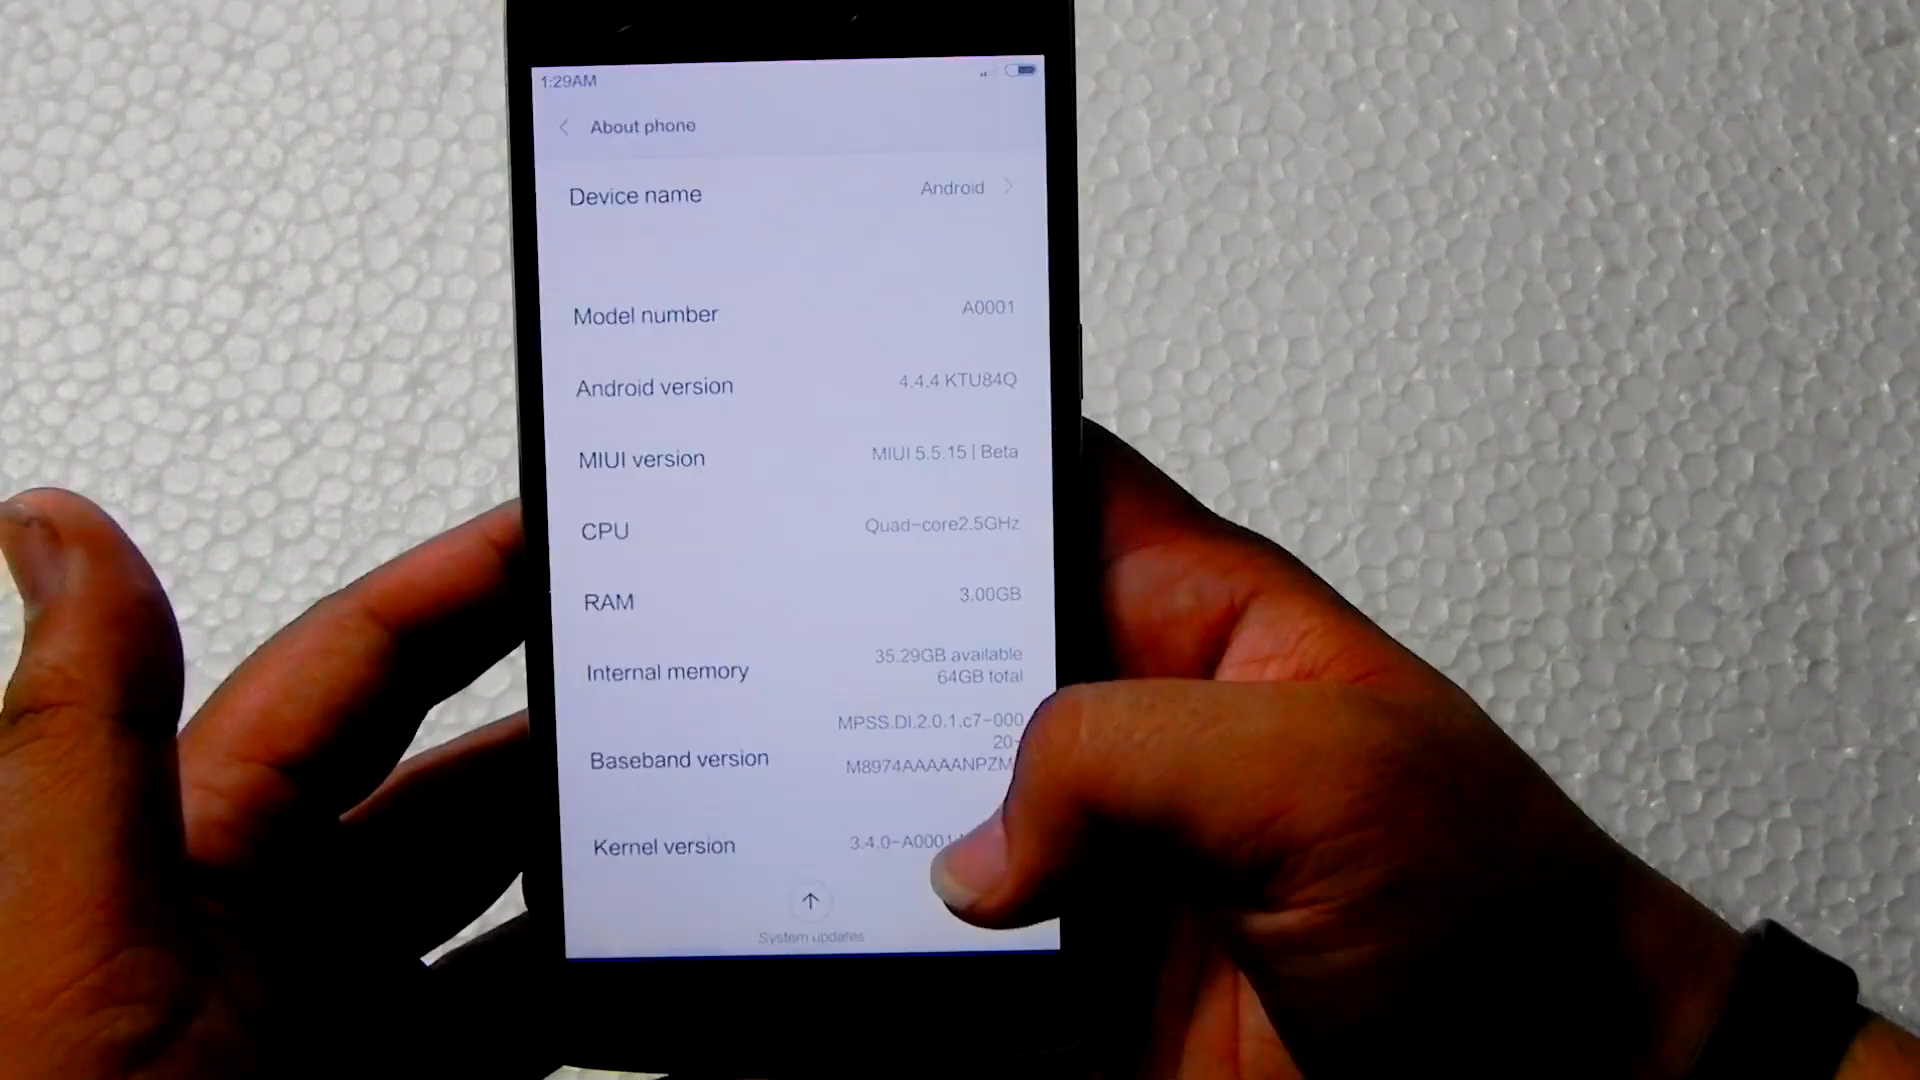 1:29AM
About phone
Device name Android
Model number A0001
Android version 4.4.4 KTU84Q
MIUI version MIUI 5.5.15 | Beta
CPU Quad-core2.5GHz
RAM 3.00GB
Internal memory 35.29GB available
64GB total
Baseband version MPSS.DI.2.0.1.c7-000
20-
M8974AAAAANPZM
Kernel version 3.4.0-A0001
System updates